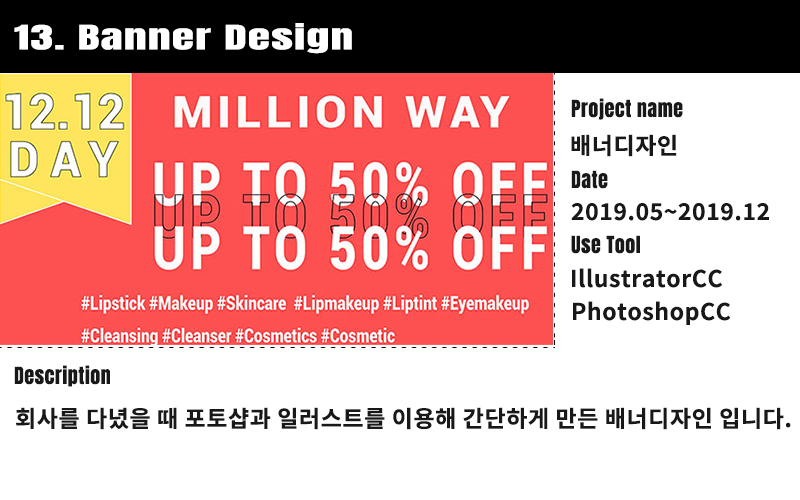 13. Banner Design
12.12
DAY
MILLION WAY
UP TO 50% OFF
UP TO 50% OFF
UP TO 50% OFF
#Lipstick #Makeup #Skincare #Lipmakeup #Liptint #Eyemakeup
#Cleansing #Cleanser #Cosmetics #Cosmetic
Project name
배너디자인
Date
2019.05~2019.12
Use Tool
IllustratorCC
PhotoshopCC
Description
회사를 다녔을 때 포토샵과 일러스트를 이용해 간단하게 만든 배너디자인 입니다.